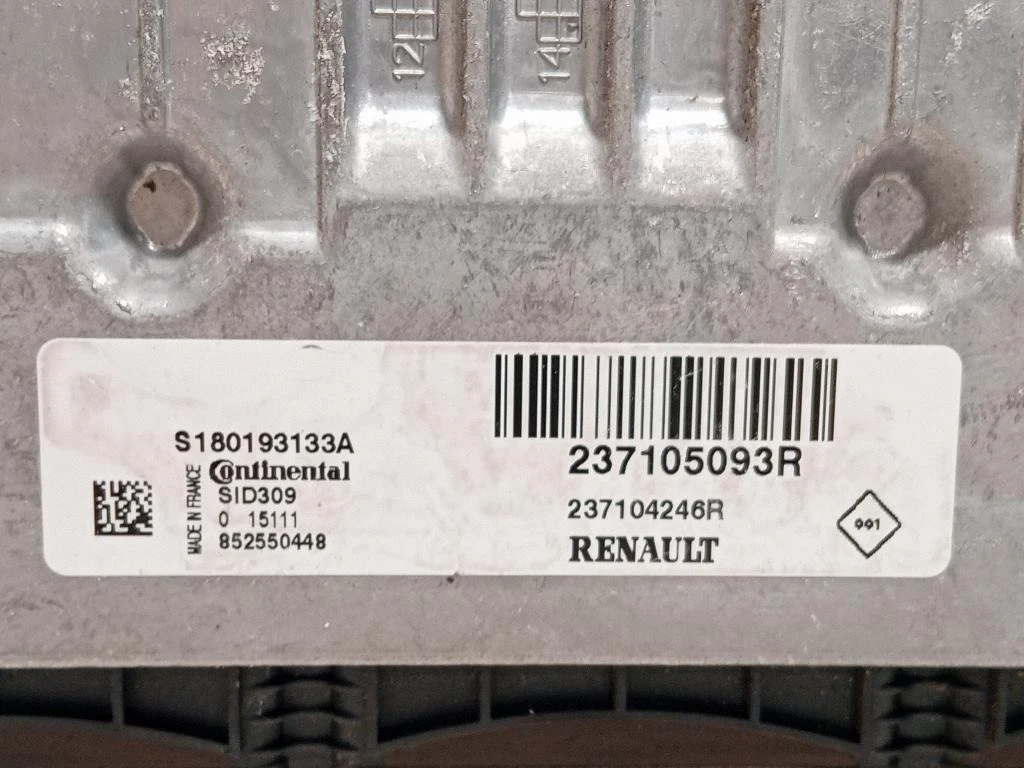 12
14
S180193133A
MADE IN FRANCE
Continental
SID309
0 15111
852550448
237105093R
237104246R
RENAULT
991